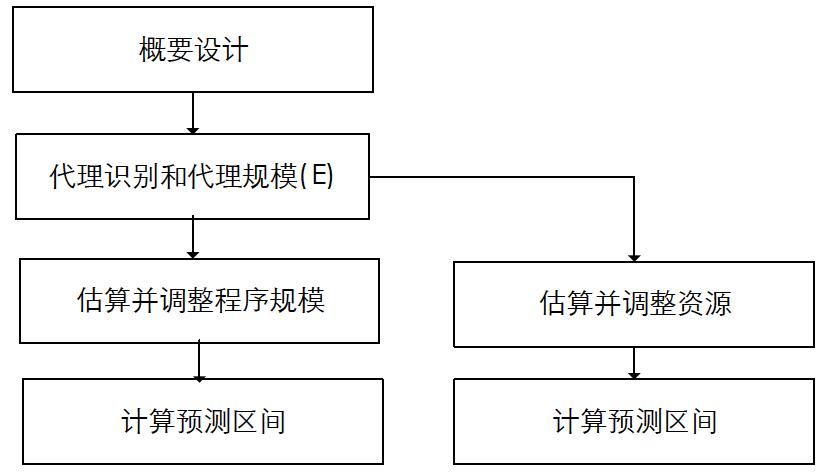 概要设计
代理识别和代理规模(E)
估算并调整程序规模
估算并调整资源
计算预测区间
计算预测区间